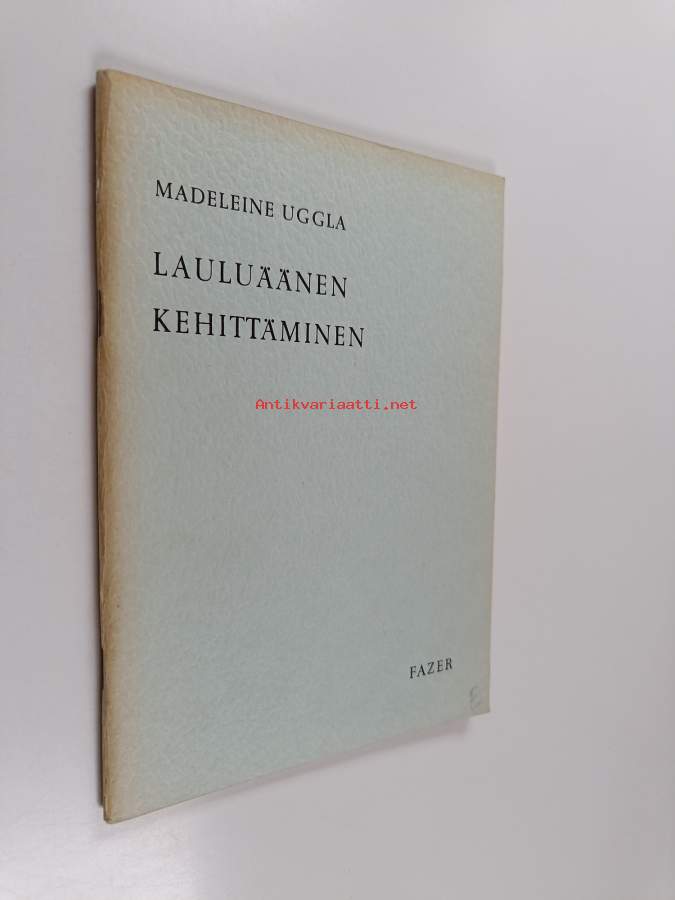 MADELEINE UGGLA
LAULUÄÄNEN
KEHITTÄMINEN
Antikvariaatti.net
FAZER